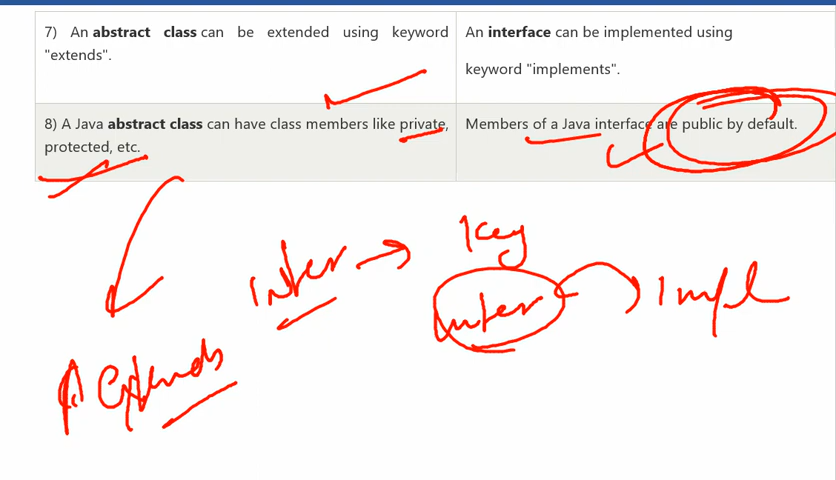 7) An abstract class can be extended using keyword
"extends".
An interface can be implemented using
keyword "implements".
8) A Java abstract class can have class members like private,
protected, etc.
Members of a Java interface are public by default.
Key
Inter
Inter
Impl
Extends